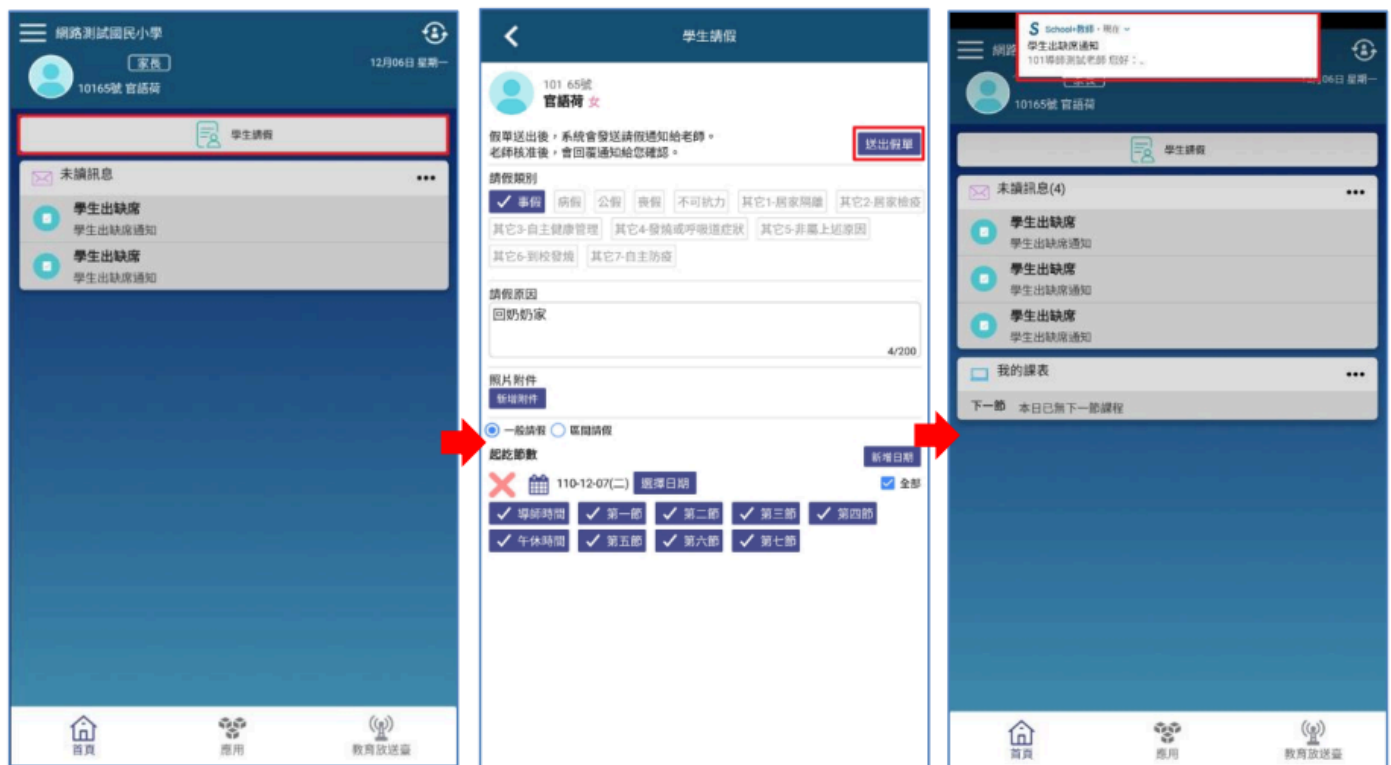 網路測試國民小學
家長
12月06日 星期一
10165號 官語荷
學生請假
未讀訊息
學生出缺席
學生出缺席通知
學生出缺席
學生出缺席通知
首頁
應用
教育放送臺
學生請假
101 65號
官語荷 女
假單送出後，系統會發送請假通知給老師。
老師核准後，會回覆通知給您確認。
送出假單
請假類別
事假 病假 公假 喪假 不可抗力 其它1-居家隔離 其它2-居家檢疫
其它3-自主健康管理 其它4-發燒或呼吸道症狀 其它5-非屬上述原因
其它6-到校發燒 其它7-自主防疫
請假原因
回奶奶家
4/200
照片附件
新增附件
一般請假 區間請假
起訖節數
新增日期
110-12-07(二) 選擇日期 全部
導師時間 第一節 第二節 第三節 第四節
午休時間 第五節 第六節 第七節
S School+教師・現在
學生出缺席通知
101導師測試老師 您好：..
網路
06日 星期一
10165號 官語荷
學生請假
未讀訊息(4)
學生出缺席
學生出缺席通知
學生出缺席
學生出缺席通知
學生出缺席
學生出缺席通知
我的課表
下一節 本日已無下一節課程
首頁
應用
教育放送臺